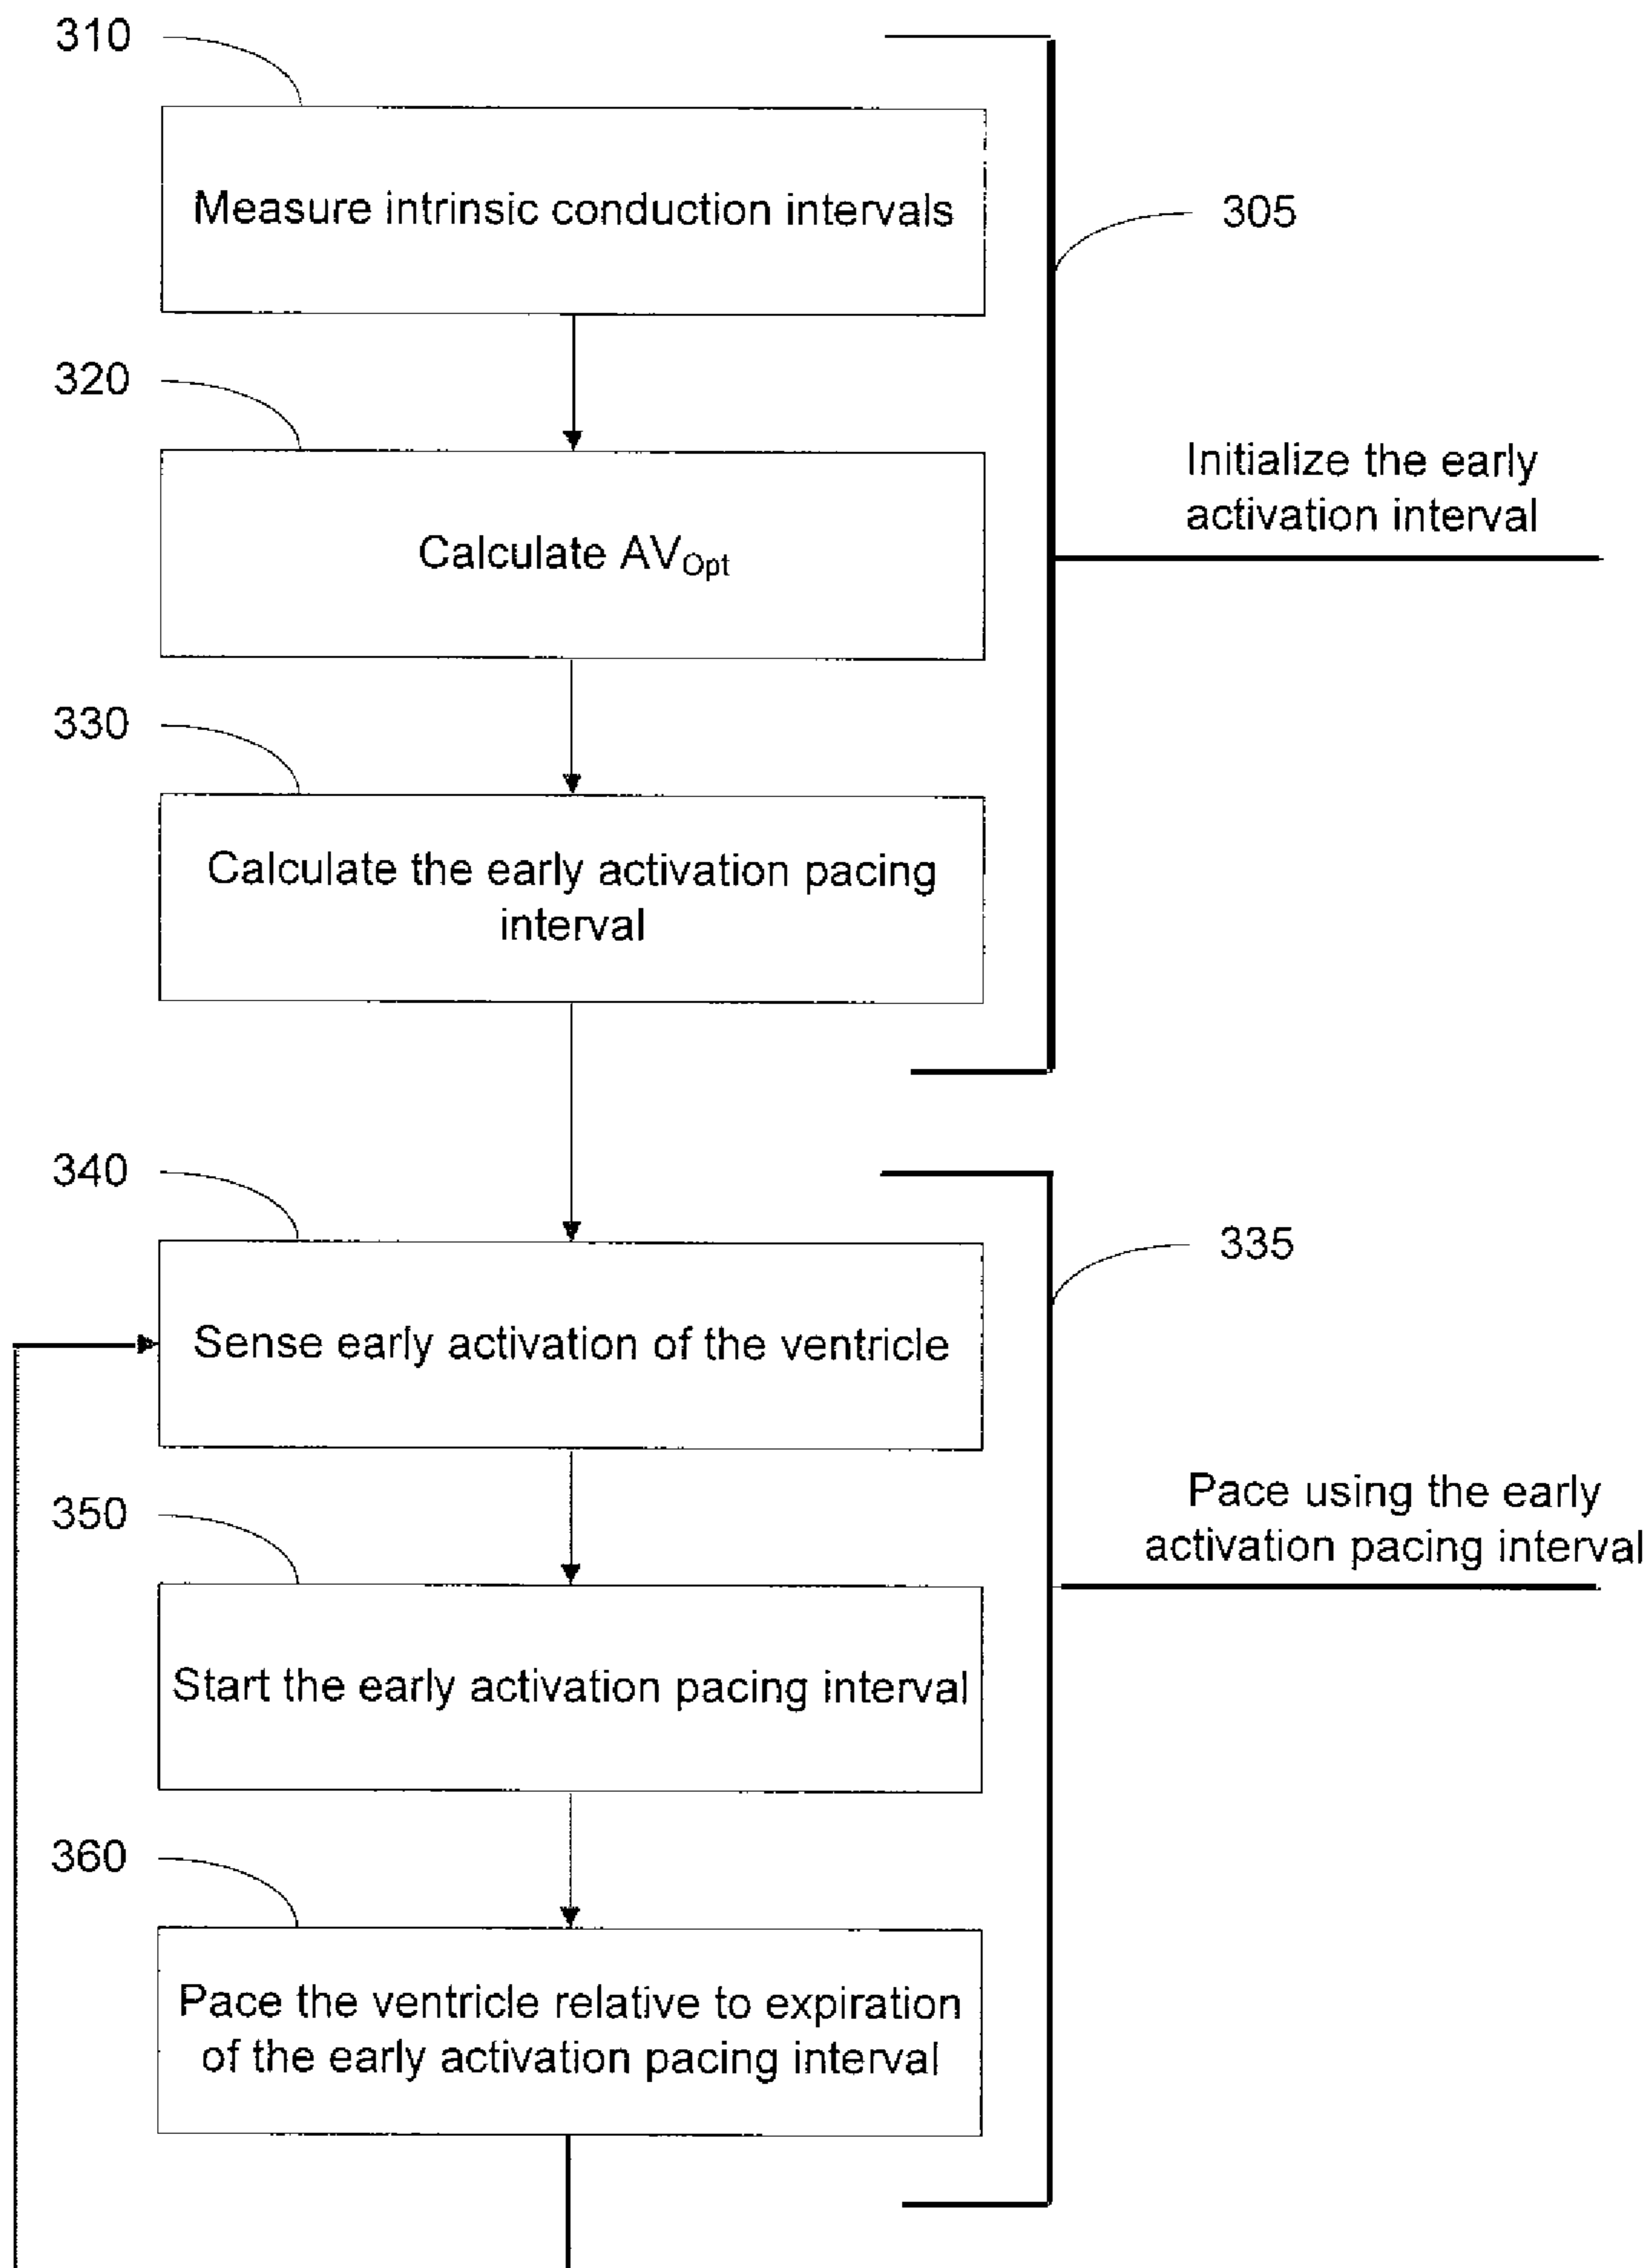 310
Measure intrinsic conduction intervals
305
320
Initialize the early
activation interval
Calculate AVOpt
330
Calculate the early activation pacing
interval
340
335
Sense early activation of the ventricle
350
Pace using the early
activation pacing interval
Start the early activation pacing interval
360
Pace the ventricle relative to expiration
of the early activation pacing interval